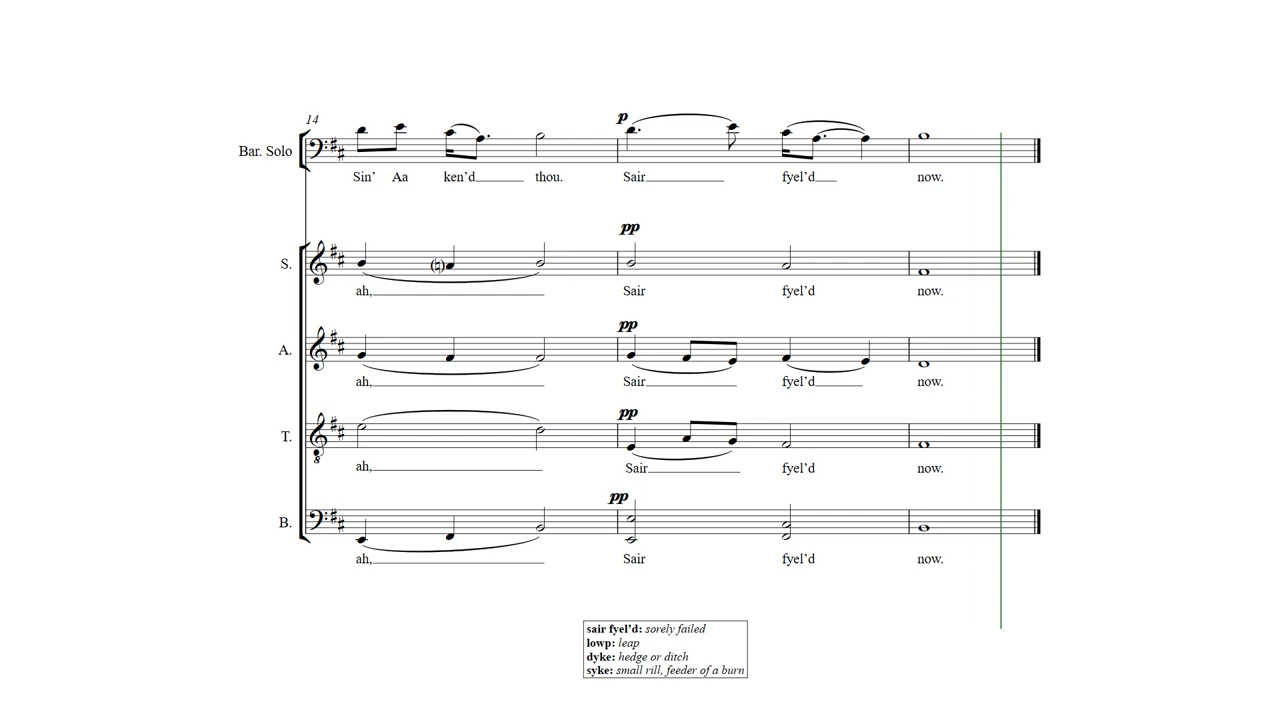 14
p
Bar. Solo
Sin’ Aa ken’d thou. Sair fyel’d now.
pp
S.
ah, Sair fyel’d now.
pp
A.
ah, Sair fyel’d now.
pp
T.
8
ah, Sair fyel’d now.
pp
B.
ah, Sair fyel’d now.
sair fyel’d: sorely failed
lowp: leap
dyke: hedge or ditch
syke: small rill, feeder of a burn